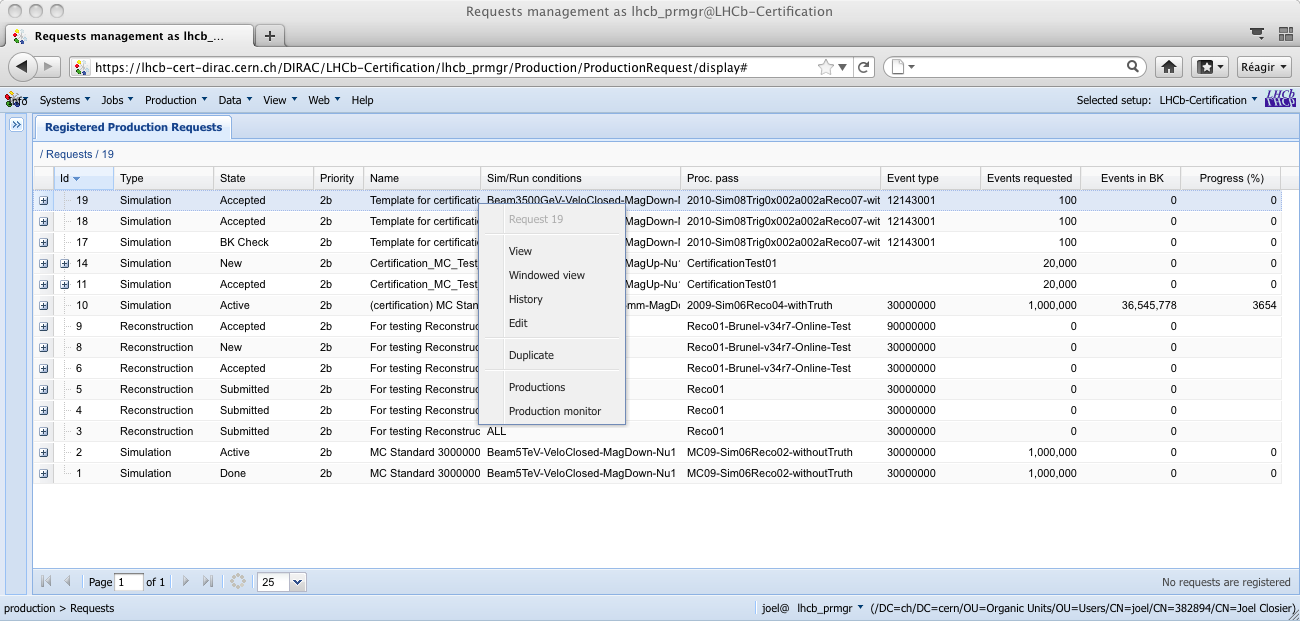 Requests management as lhcb_prmgr@LHCb-Certification
Requests management as lhcb_...
https://lhcb-cert-dirac.cern.ch/DIRAC/LHCb-Certification/lhcb_prmgr/Production/ProductionRequest/display#
Réagir
Systems Jobs Production Data View Web Help Selected setup: LHCb-Certification LHCb
Registered Production Requests
/ Requests / 19
Id Type State Priority Name Sim/Run conditions Proc. pass Event type Events requested Events in BK Progress (%)
19 Simulation Accepted 2b Template for certificatic Beam3500GeV-VeloClosed-MagDown-N 2010-Sim08Trig0x002a002aReco07-wit 12143001 100 0 0
18 Simulation Accepted 2b Template for certificati MagDown-N 2010-Sim08Trig0x002a002aReco07-wit 12143001 100 0 0
17 Simulation BK Check 2b Template for certificati MagDown-N 2010-Sim08Trig0x002a002aReco07-wit 12143001 100 0 0
14 Simulation New 2b Certification_MC_Test MagUp-Nu CertificationTest01 20,000 0 0
11 Simulation Accepted 2b Certification_MC_Test MagUp-Nu CertificationTest01 20,000 0 0
10 Simulation Active 2b (certification) MC Stan mm-MagDo 2009-Sim06Reco04-withTruth 30000000 1,000,000 36,545,778 3654
9 Reconstruction Accepted 2b For testing Reconstruc Reco01-Brunel-v34r7-Online-Test 90000000 0 0 0
8 Reconstruction New 2b For testing Reconstruc Reco01-Brunel-v34r7-Online-Test 30000000 0 0 0
6 Reconstruction Accepted 2b For testing Reconstruc Reco01-Brunel-v34r7-Online-Test 30000000 0 0 0
5 Reconstruction Submitted 2b For testing Reconstruc Reco01 30000000 0 0 0
4 Reconstruction Submitted 2b For testing Reconstruc Reco01 30000000 0 0 0
3 Reconstruction Submitted 2b For testing Reconstruc ALL Reco01 30000000 0 0 0
2 Simulation Active 2b MC Standard 3000000 Beam5TeV-VeloClosed-MagDown-Nu1 MC09-Sim06Reco02-withoutTruth 30000000 1,000,000 0 0
1 Simulation Done 2b MC Standard 3000000 Beam5TeV-VeloClosed-MagDown-Nu1 MC09-Sim06Reco02-withoutTruth 30000000 1,000,000 0 0
Request 19
View
Windowed view
History
Edit
Duplicate
Productions
Production monitor
Page 1 of 1 25 No requests are registered
production > Requests joel@ lhcb_prmgr (/DC=ch/DC=cern/OU=Organic Units/OU=Users/CN=joel/CN=382894/CN=Joel Closier)